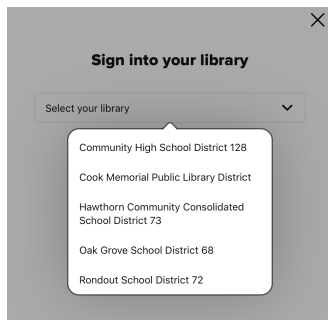 Sign into your library
Select your library
Community High School District 128
Cook Memorial Public Library District
Hawthorn Community Consolidated
School District 73
Oak Grove School District 68
Rondout School District 72